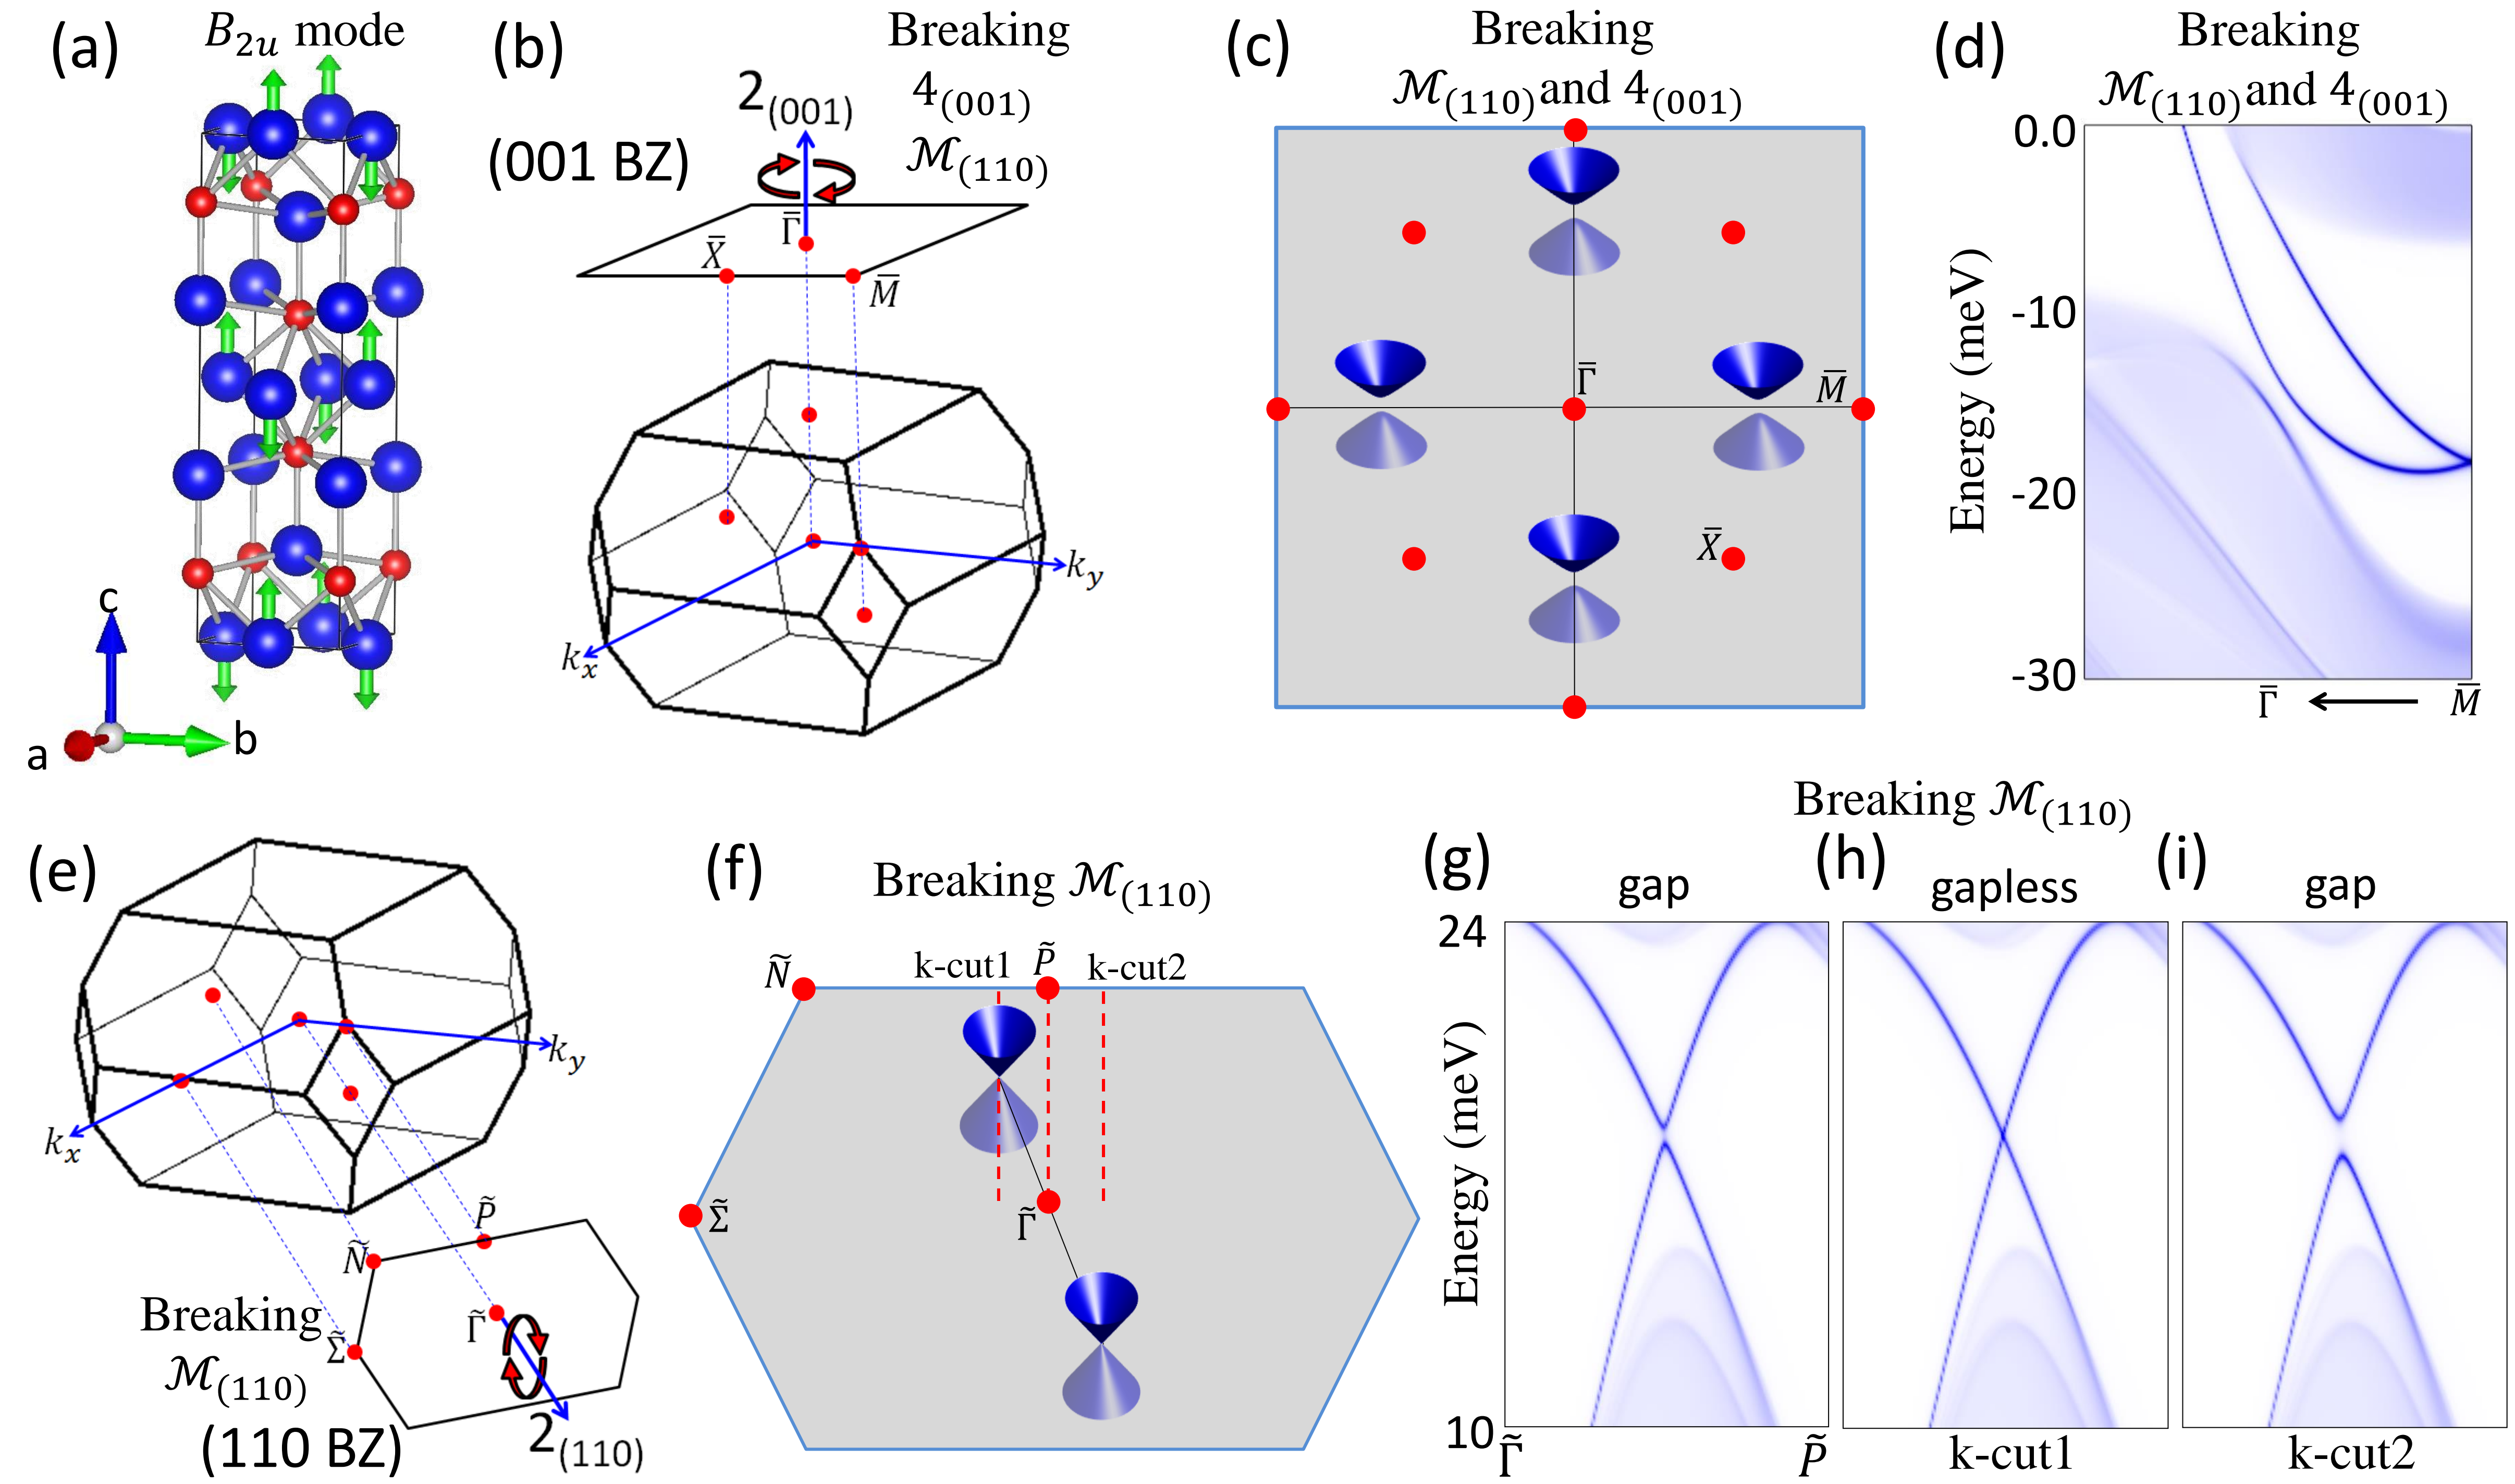 (a)
B₂ᵤ mode
c
a
b
(b)
Breaking
4(001)
ℳ(110)
2(001)
(001 BZ)
Γ̅
X̅
M̅
kₓ
k_y
(c)
Breaking
ℳ(110) and 4(001)
Γ̅
M̅
X̅
(d)
Breaking
ℳ(110) and 4(001)
0.0
-10
-20
-30
Energy (meV)
Γ̅
M̅
(e)
kₓ
k_y
P̃
Ñ
Γ̃
Σ̃
Breaking
ℳ(110)
(110 BZ)
2(110)
(f)
Breaking ℳ(110)
Ñ
k-cut1
P̃
k-cut2
Σ̃
Γ̃
Breaking ℳ(110)
(g)
gap
(h)
gapless
(i)
gap
24
10
Energy (meV)
Γ̃
P̃
k-cut1
k-cut2